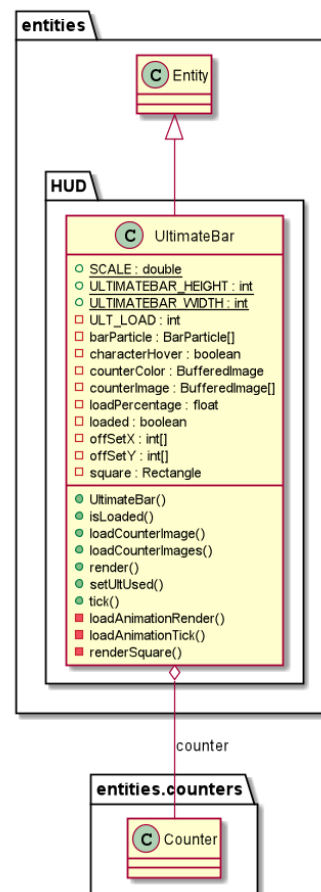 entities
C Entity
HUD
C UltimateBar
SCALE : double
ULTIMATEBAR_HEIGHT : int
ULTIMATEBAR_WIDTH : int
ULT_LOAD : int
barParticle : BarParticle[]
characterHover : boolean
counterColor : BufferedImage
counterImage : BufferedImage[]
loadPercentage : float
loaded : boolean
offSetX : int[]
offSetY : int[]
square : Rectangle
UltimateBar()
isLoaded()
loadCounterImage()
loadCounterImages()
render()
setUltUsed()
tick()
loadAnimationRender()
loadAnimationTick()
renderSquare()
counter
entities.counters
C Counter